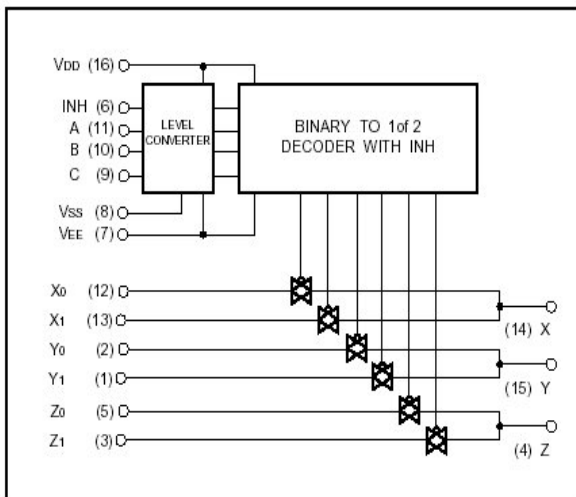 VDD (16)
INH (6)
A (11)
B (10)
C (9)
VSS (8)
VEE (7)
LEVEL
CONVERTER
BINARY TO 1of 2
DECODER WITH INH
X0 (12)
X1 (13)
Y0 (2)
Y1 (1)
Z0 (5)
Z1 (3)
(14) X
(15) Y
(4) Z